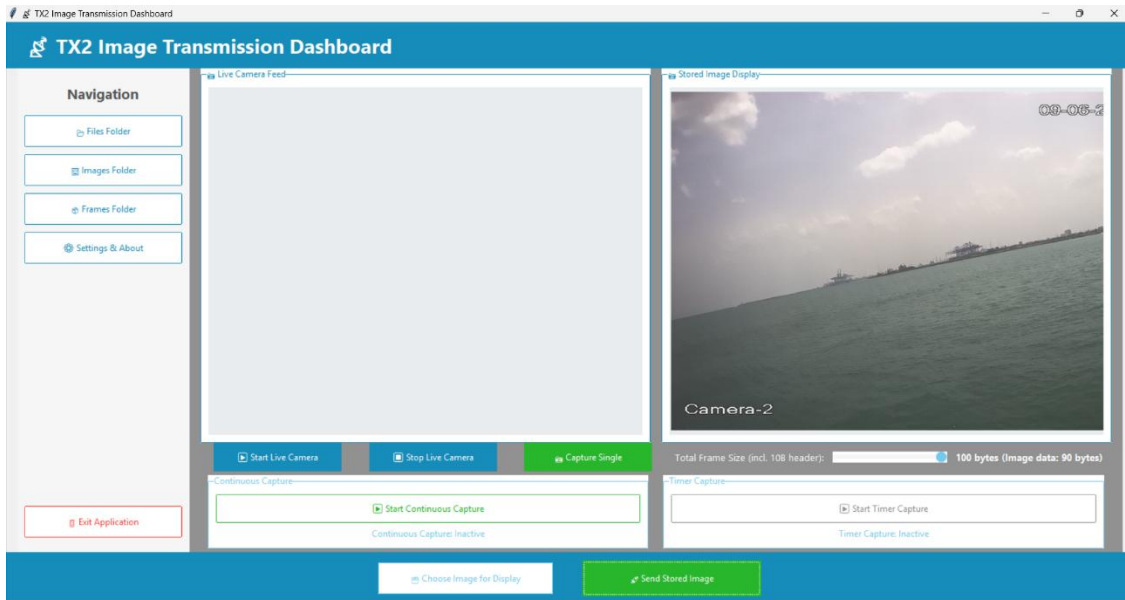 TX2 Image Transmission Dashboard
TX2 Image Transmission Dashboard
Navigation
Files Folder
Images Folder
Frames Folder
Settings & About
Exit Application
Live Camera Feed
Stored Image Display
09-06-2
Camera-2
Start Live Camera
Stop Live Camera
Capture Single
Total Frame Size (incl. 10B header):
100 bytes (Image data: 90 bytes)
Continuous Capture
Start Continuous Capture
Continuous Capture: Inactive
Timer Capture
Start Timer Capture
Timer Capture: Inactive
Choose Image for Display
Send Stored Image